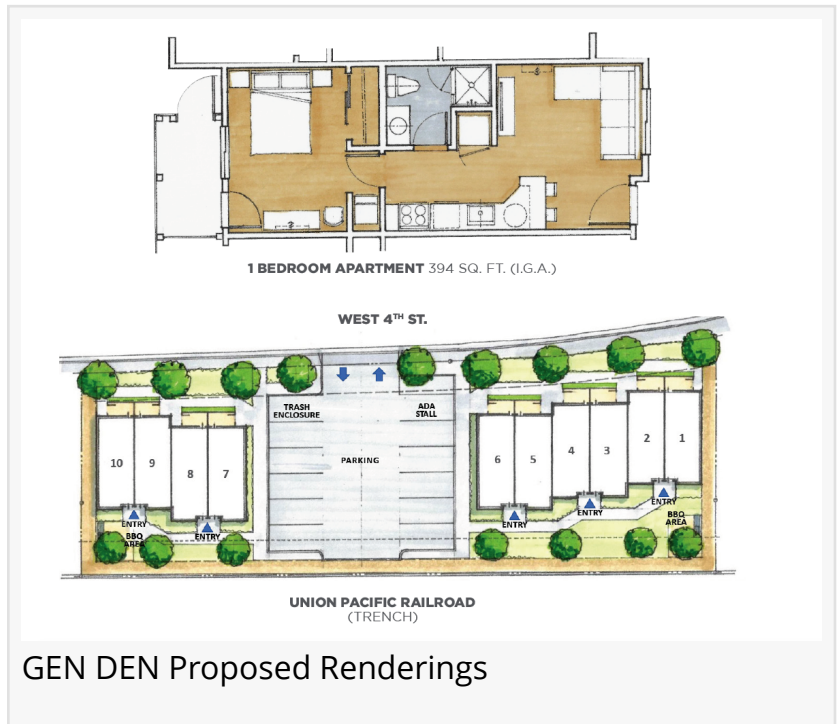 1 BEDROOM APARTMENT 394 SQ. FT. (I.G.A.)
WEST 4TH ST.
TRASH
ENCLOSURE
ADA
STALL
PARKING
10
9
8
7
6
5
4
3
2
1
ENTRY
BBQ
AREA
ENTRY
ENTRY
ENTRY
ENTRY
BBQ
AREA
UNION PACIFIC RAILROAD
(TRENCH)
GEN DEN Proposed Renderings